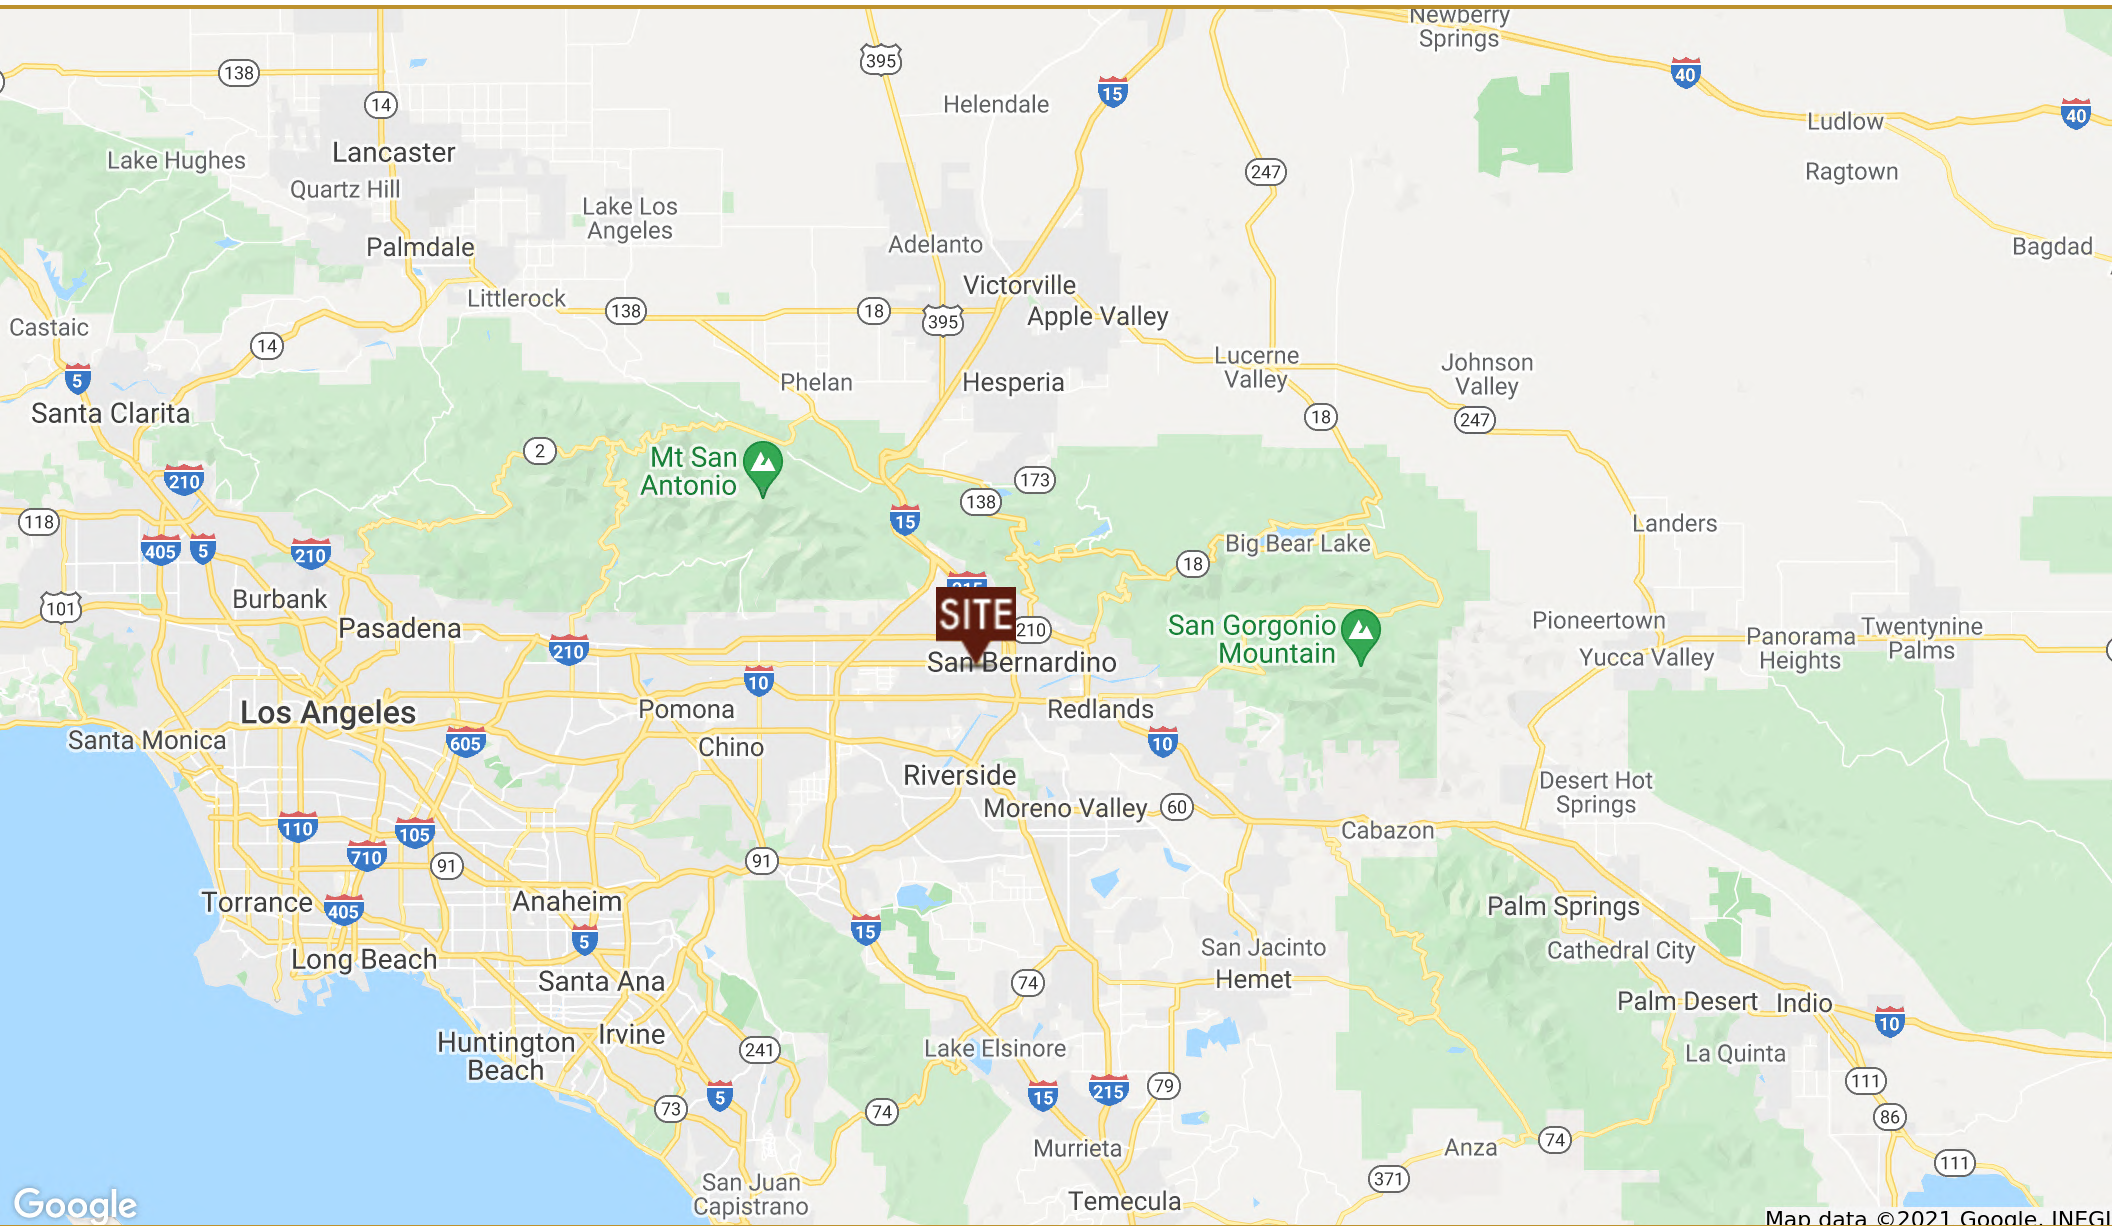 Newberry
Springs
395
40
138
15
14
Helendale
40
Ludlow
Lancaster
Lake Hughes
247
Ragtown
Quartz Hill
Lake Los
Angeles
Palmdale
Adelanto
Bagdad
Victorville
Littlerock
138
18
395
Apple Valley
Castaic
14
Lucerne
Valley
Johnson
Valley
5
Phelan
Hesperia
Santa Clarita
18
247
2
Mt San
Antonio
210
173
138
118
15
Landers
405
5
210
Big Bear Lake
18
215
Burbank
101
SITE
Pasadena
210
San Gorgonio
Mountain
Pioneertown
Panorama
Heights
Twentynine
Palms
210
San Bernardino
Yucca Valley
10
Los Angeles
Pomona
Redlands
Santa Monica
605
Chino
10
Riverside
Desert Hot
Springs
Moreno Valley
60
110
105
Cabazon
710
91
91
Torrance
405
Anaheim
Palm Springs
15
5
San Jacinto
Cathedral City
Long Beach
Santa Ana
74
Hemet
Palm Desert
Indio
10
Irvine
Huntington
Beach
241
Lake Elsinore
La Quinta
111
5
15
215
79
73
74
86
Murrieta
Anza
74
111
San Juan
Capistrano
371
Temecula
Google
Map data ©2021 Google, INEGI